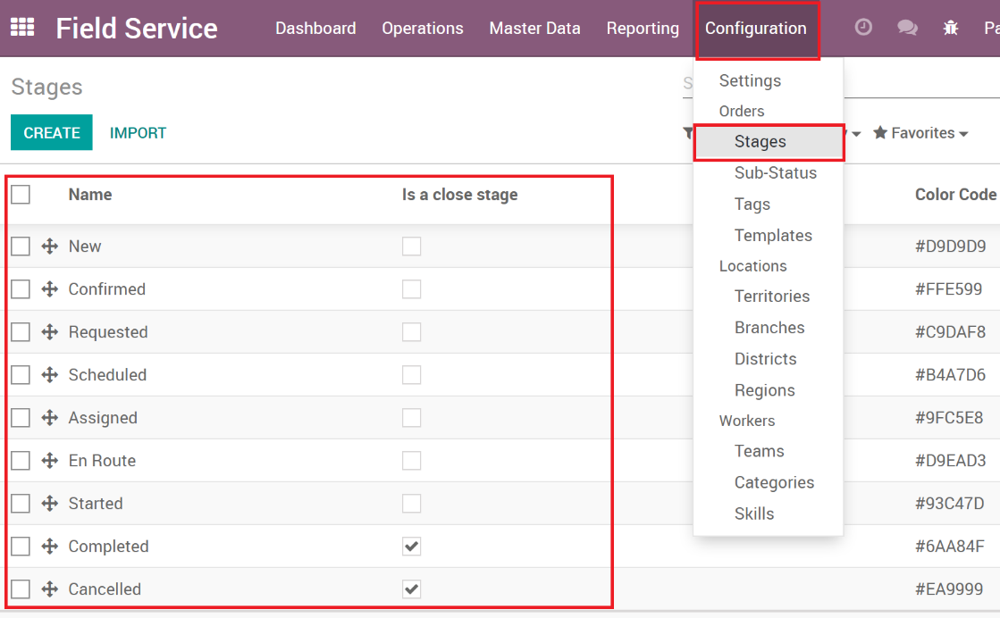 Field Service Dashboard Operations Master Data Reporting Configuration
Stages
CREATE IMPORT
Favorites
Settings
Orders
Stages
Sub-Status
Tags
Templates
Locations
Territories
Branches
Districts
Regions
Workers
Teams
Categories
Skills
Name Is a close stage Color Code
New #D9D9D9
Confirmed #FFE599
Requested #C9DAF8
Scheduled #B4A7D6
Assigned #9FC5E8
En Route #D9EAD3
Started #93C47D
Completed #6AA84F
Cancelled #EA9999